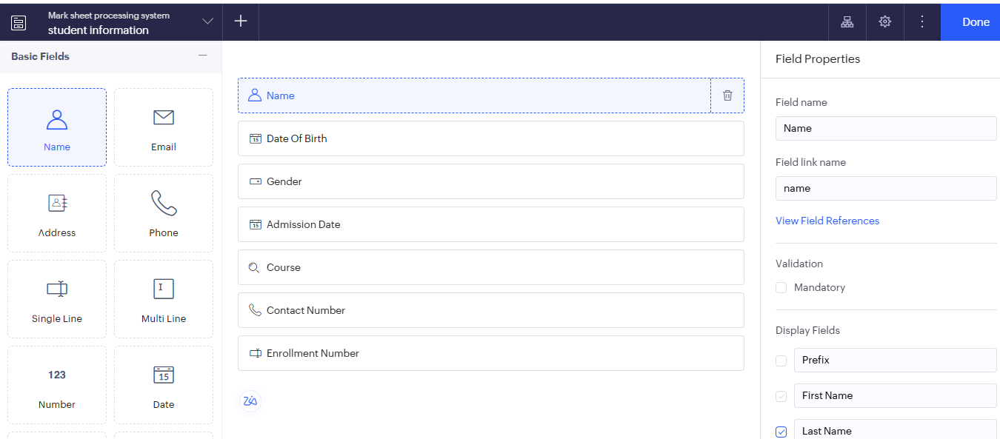 Mark sheet processing system
student information
Done
Basic Fields
Name
Email
Address
Phone
Single Line
Multi Line
123
Number
15
Date
Name
15 Date Of Birth
Gender
15 Admission Date
Course
Contact Number
Enrollment Number
Field Properties
Field name
Name
Field link name
name
View Field References
Validation
Mandatory
Display Fields
Prefix
First Name
Last Name